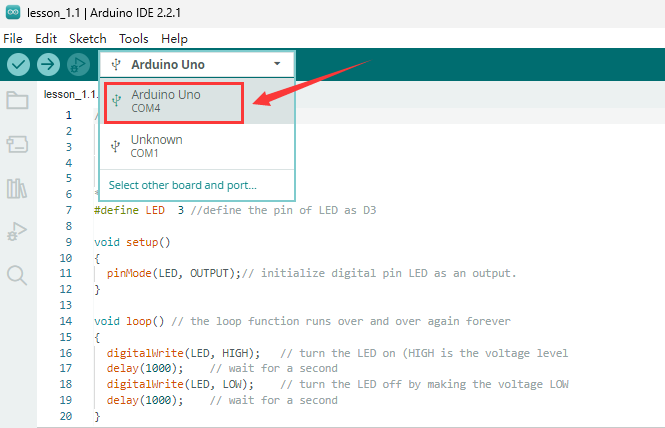 lesson_1.1 | Arduino IDE 2.2.1
File Edit Sketch Tools Help
Arduino Uno
lesson_1.1.
Arduino Uno
COM4
Unknown
COM1
Select other board and port...
1 /
2
3
4
5
6 *
7 #define LED  3 //define the pin of LED as D3
8
9 void setup()
10 {
11   pinMode(LED, OUTPUT);// initialize digital pin LED as an output.
12 }
13
14 void loop() // the loop function runs over and over again forever
15 {
16   digitalWrite(LED, HIGH);   // turn the LED on (HIGH is the voltage level
17   delay(1000);    // wait for a second
18   digitalWrite(LED, LOW);    // turn the LED off by making the voltage LOW
19   delay(1000);    // wait for a second
20 }